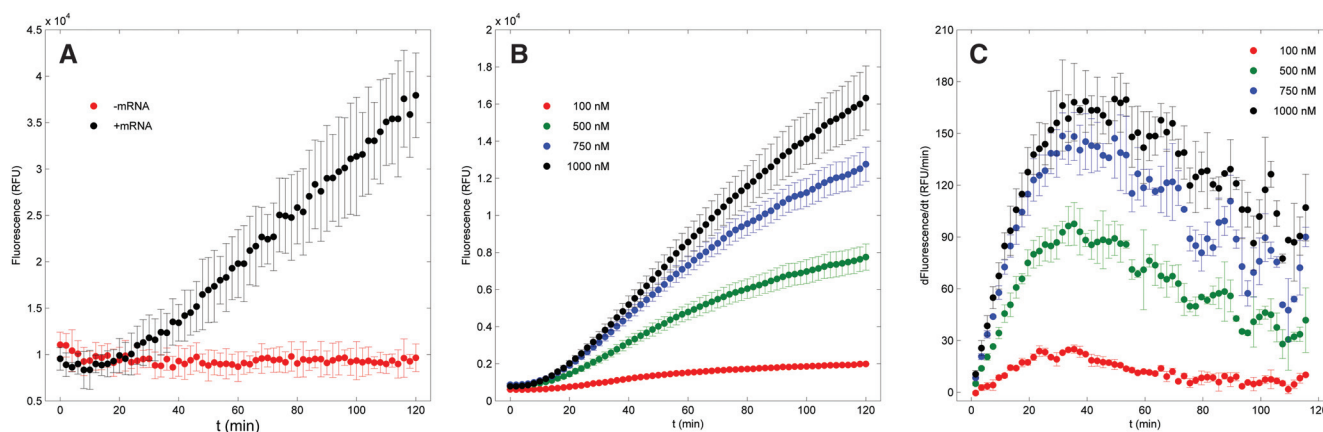 x 10⁴
A
4.5
4
3.5
3
2.5
2
1.5
1
0.5
Fluorescence (RFU)
-mRNA
+mRNA
0 20 40 60 80 100 120
t (min)
x 10⁴
B
2
1.8
1.6
1.4
1.2
1
0.8
0.6
0.4
0.2
0
Fluorescence (RFU)
100 nM
500 nM
750 nM
1000 nM
0 20 40 60 80 100 120
t (min)
C
210
180
150
120
90
60
30
0
dFluorescence/dt (RFU/min)
100 nM
500 nM
750 nM
1000 nM
0 20 40 60 80 100 120
t (min)